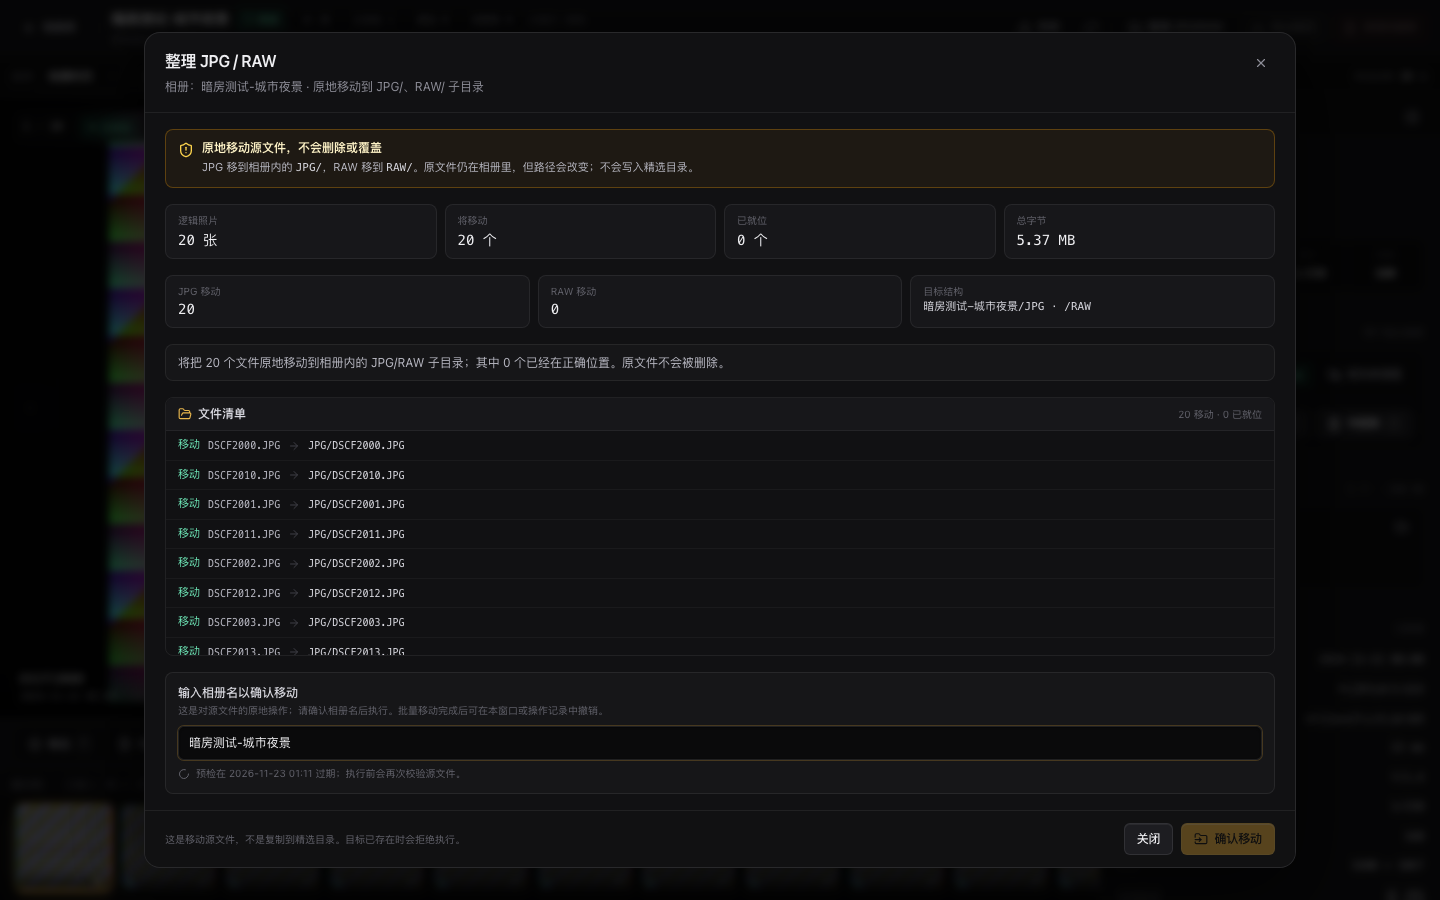 整理 JPG / RAW
相册：暗房测试-城市夜景 · 原地移动到 JPG/、RAW/ 子目录
原地移动源文件，不会删除或覆盖
JPG 移到相册内的 JPG/，RAW 移到 RAW/。原文件仍在相册里，但路径会改变；不会写入精选目录。
逻辑照片
20 张
将移动
20 个
已就位
0 个
总字节
5.37 MB
JPG 移动
20
RAW 移动
0
目标结构
暗房测试-城市夜景/JPG · /RAW
将把 20 个文件原地移动到相册内的 JPG/RAW 子目录；其中 0 个已经在正确位置。原文件不会被删除。
文件清单
20 移动 · 0 已就位
移动 DSCF2000.JPG → JPG/DSCF2000.JPG
移动 DSCF2010.JPG → JPG/DSCF2010.JPG
移动 DSCF2001.JPG → JPG/DSCF2001.JPG
移动 DSCF2011.JPG → JPG/DSCF2011.JPG
移动 DSCF2002.JPG → JPG/DSCF2002.JPG
移动 DSCF2012.JPG → JPG/DSCF2012.JPG
移动 DSCF2003.JPG → JPG/DSCF2003.JPG
移动 DSCF2013.JPG → JPG/DSCF2013.JPG
输入相册名以确认移动
这是对源文件的原地操作；请确认相册名后执行。批量移动完成后可在本窗口或操作记录中撤销。
暗房测试-城市夜景
预检在 2026-11-23 01:11 过期；执行前会再次校验源文件。
这是移动源文件，不是复制到精选目录。目标已存在时会拒绝执行。
关闭
确认移动